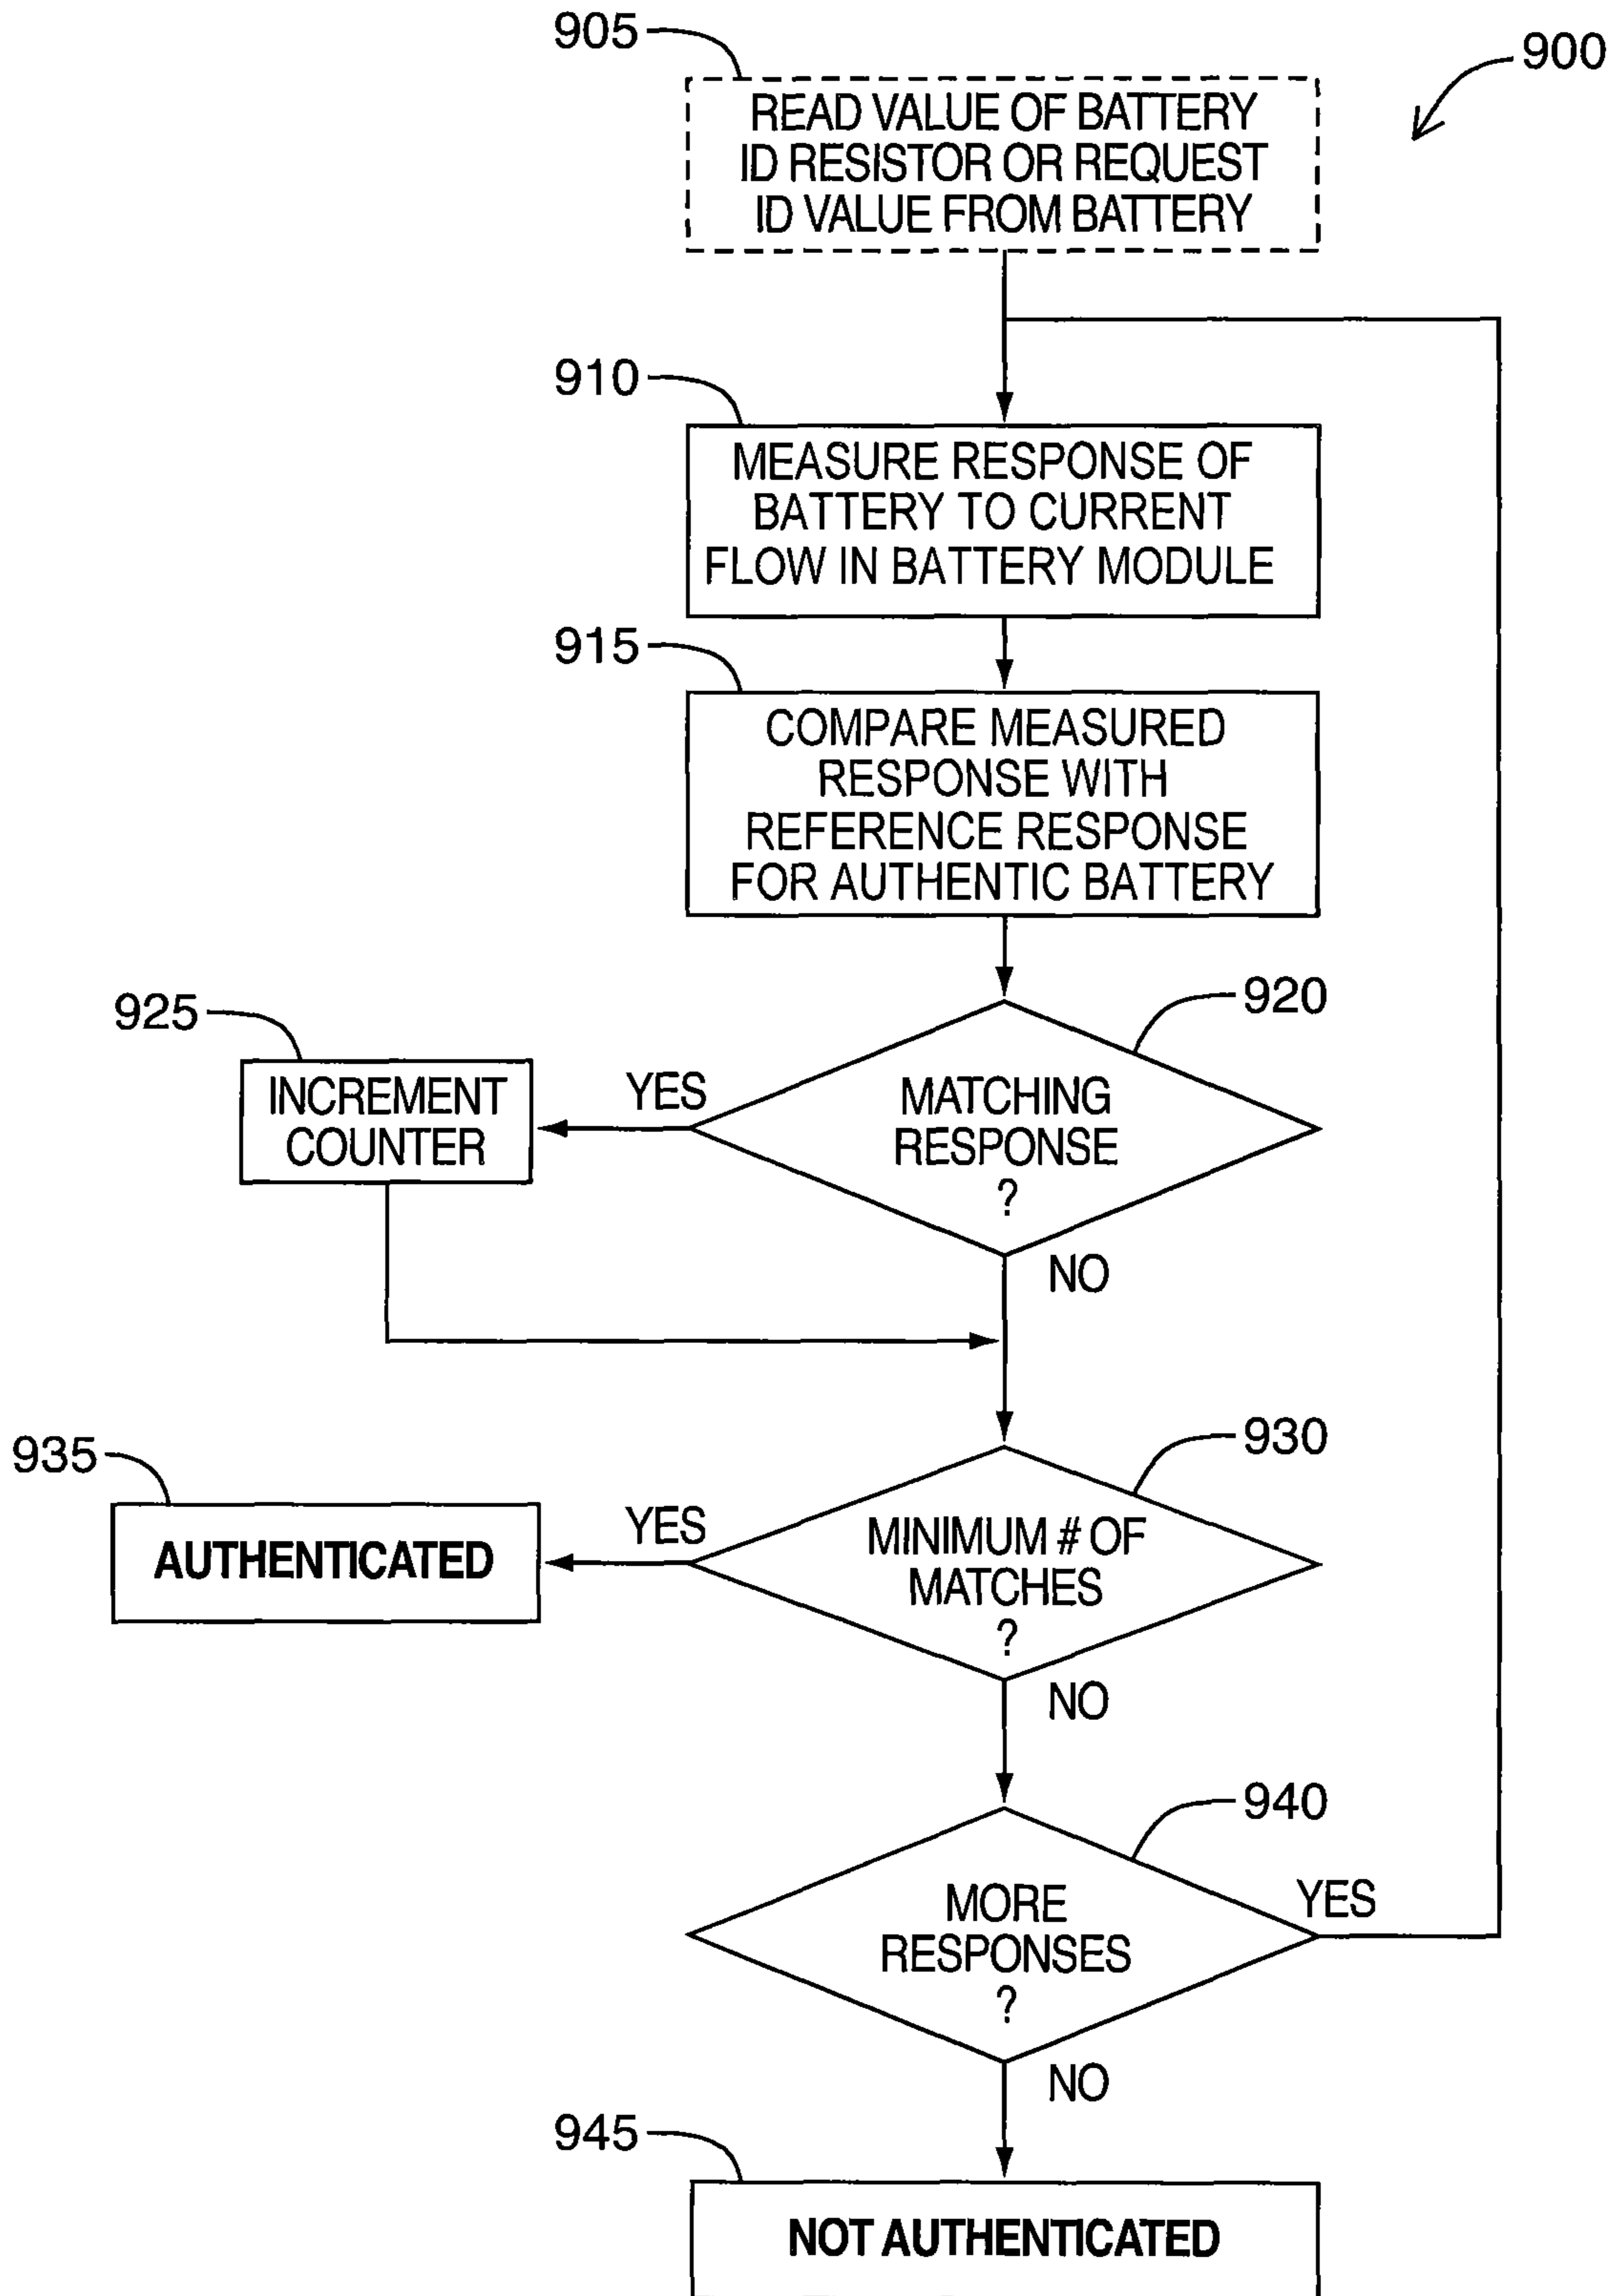 905
900
READ VALUE OF BATTERY
ID RESISTOR OR REQUEST
ID VALUE FROM BATTERY
910
MEASURE RESPONSE OF
BATTERY TO CURRENT
FLOW IN BATTERY MODULE
915
COMPARE MEASURED
RESPONSE WITH
REFERENCE RESPONSE
FOR AUTHENTIC BATTERY
920
925
INCREMENT
COUNTER
YES
MATCHING
RESPONSE
?
NO
930
935
AUTHENTICATED
YES
MINIMUM # OF
MATCHES
?
NO
940
MORE
RESPONSES
?
YES
NO
945
NOT AUTHENTICATED